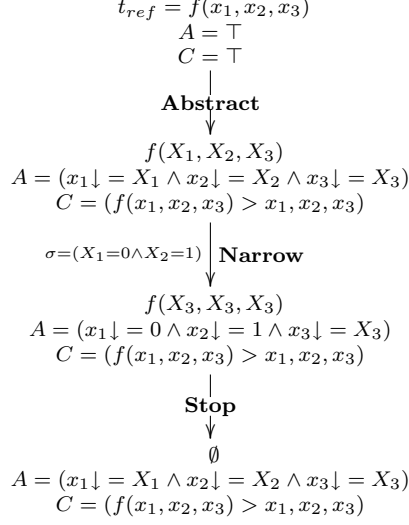 t_{ref} = f(x_1, x_2, x_3)
A = ⊤
C = ⊤
Abstract
f(X_1, X_2, X_3)
A = (x_1↓ = X_1 ∧ x_2↓ = X_2 ∧ x_3↓ = X_3)
C = (f(x_1, x_2, x_3) > x_1, x_2, x_3)
σ=(X_1=0∧X_2=1) Narrow
f(X_3, X_3, X_3)
A = (x_1↓ = 0 ∧ x_2↓ = 1 ∧ x_3↓ = X_3)
C = (f(x_1, x_2, x_3) > x_1, x_2, x_3)
Stop
∅
A = (x_1↓ = X_1 ∧ x_2↓ = X_2 ∧ x_3↓ = X_3)
C = (f(x_1, x_2, x_3) > x_1, x_2, x_3)